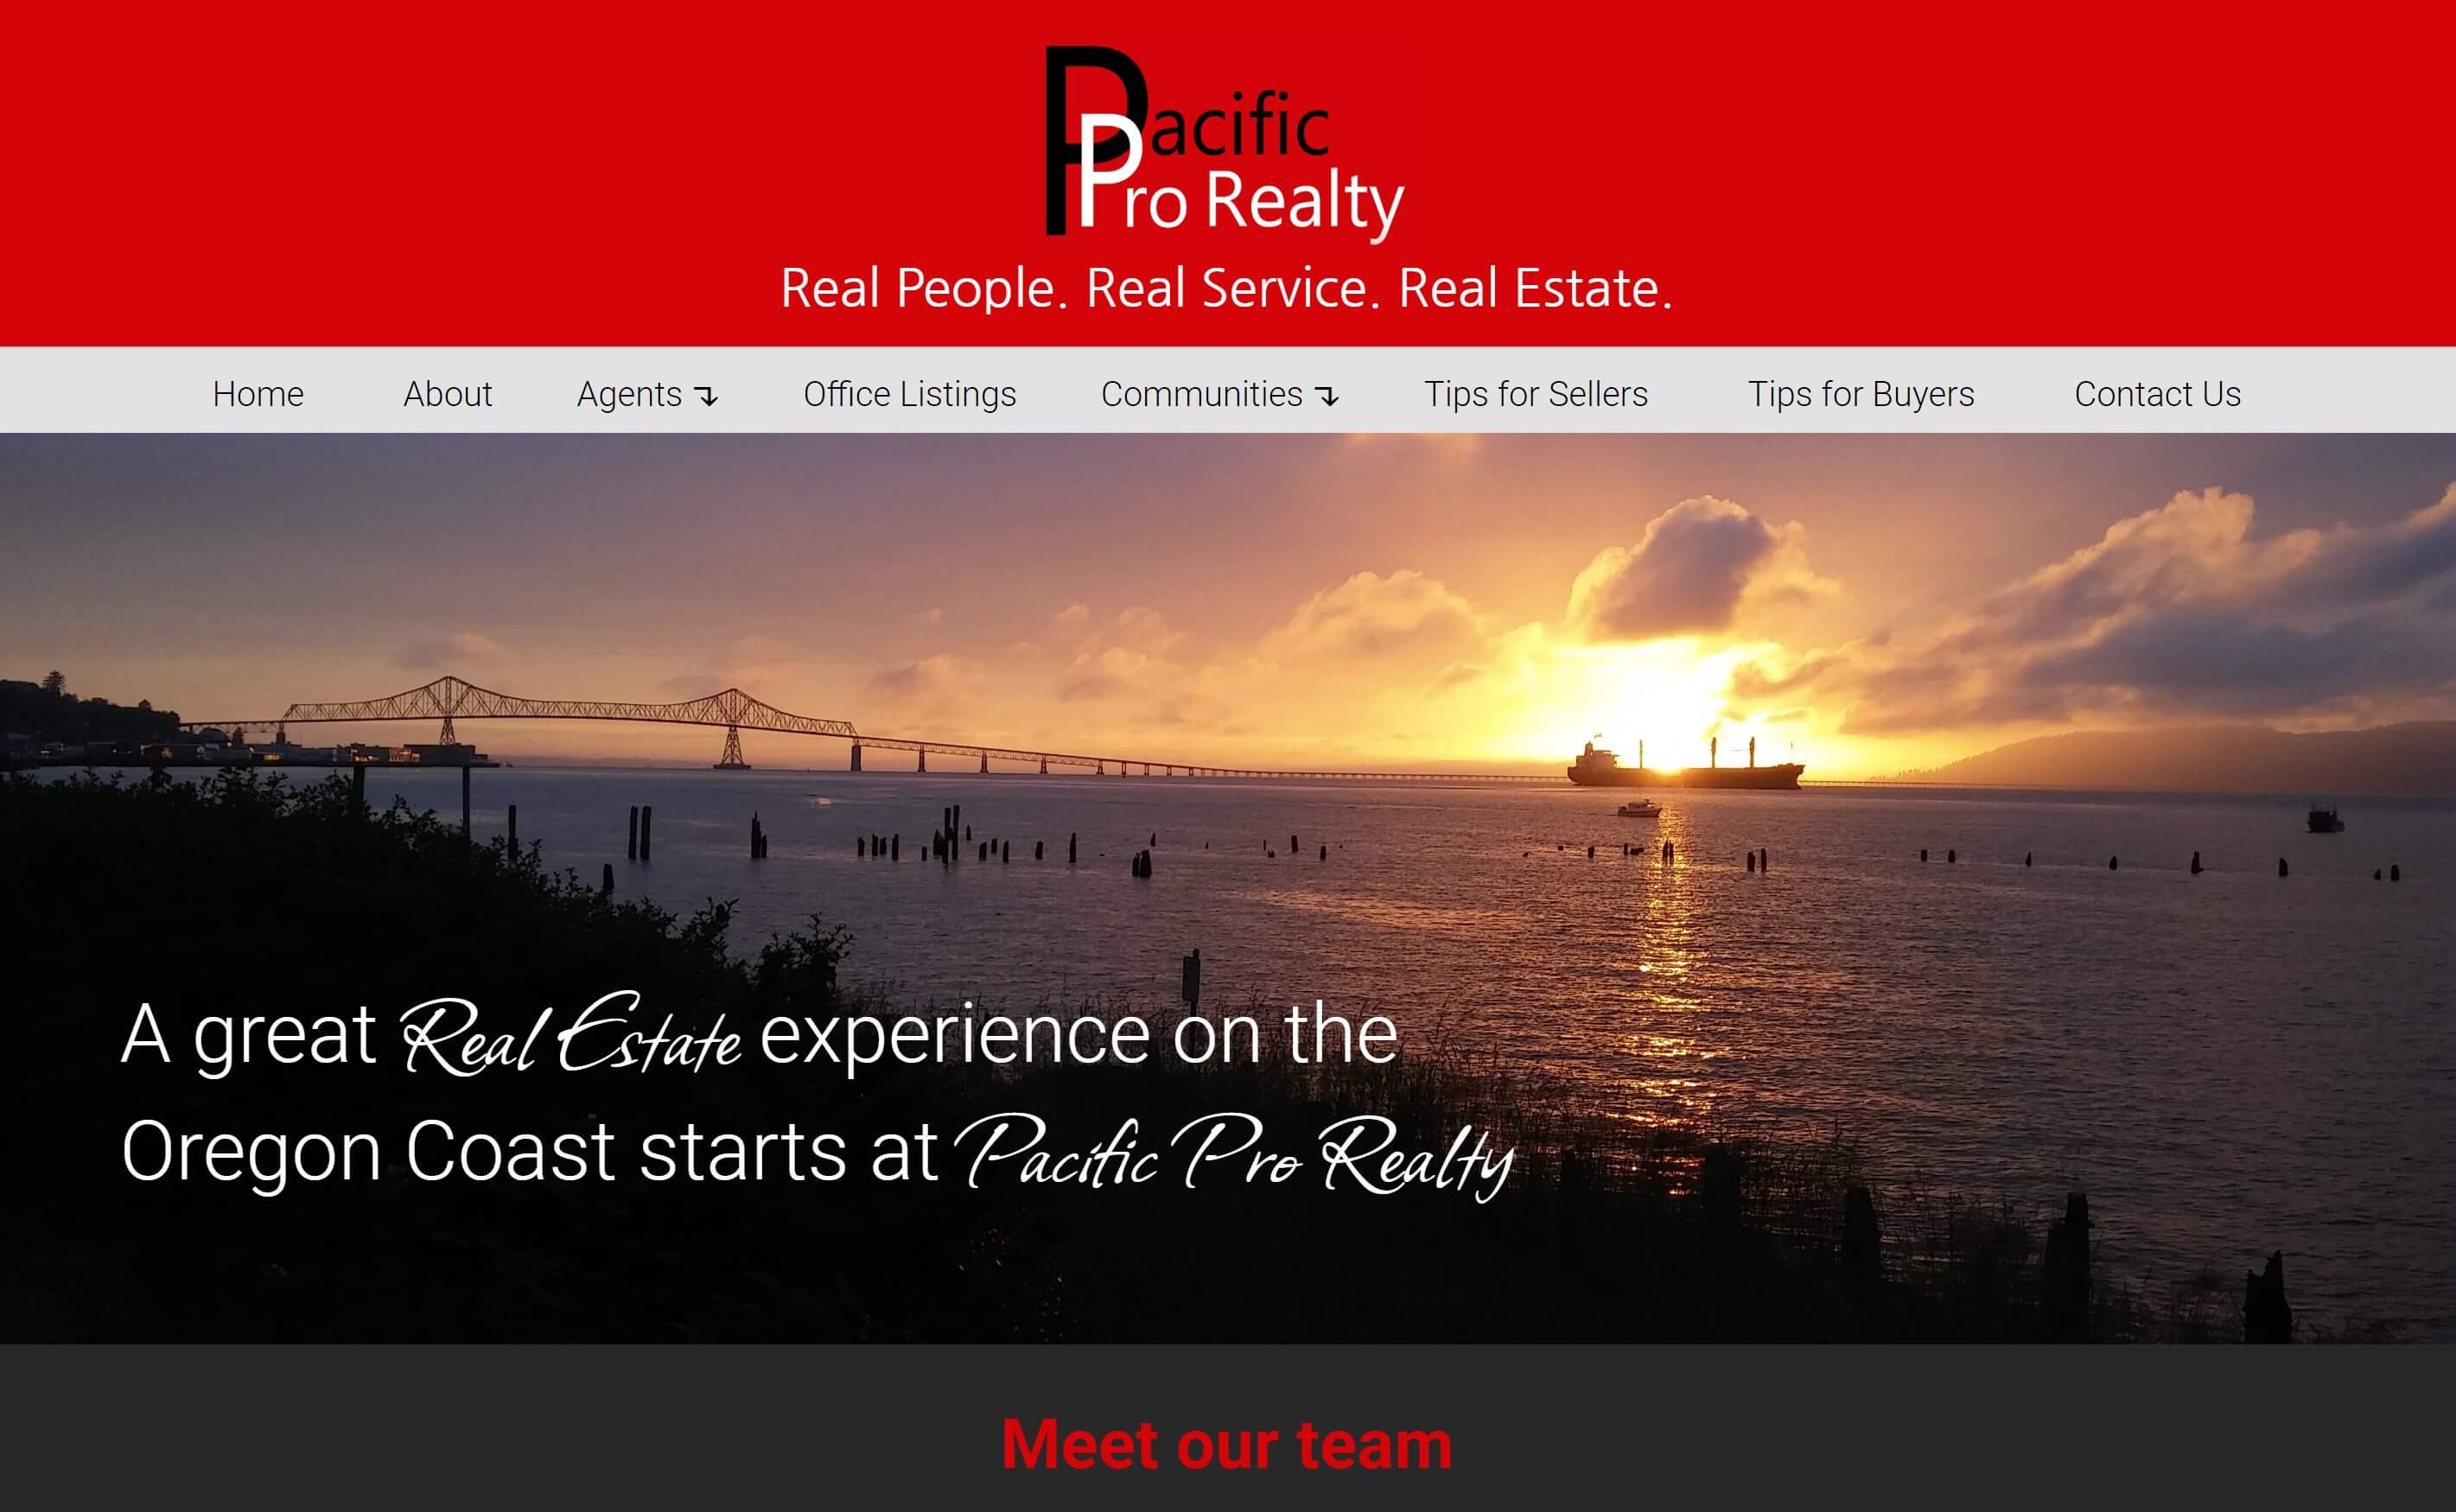 Pacific
Pro Realty
Real People. Real Service. Real Estate.
Home About Agents ↴ Office Listings Communities ↴ Tips for Sellers Tips for Buyers Contact Us
A great Real Estate experience on the
Oregon Coast starts at Pacific Pro Realty
Meet our team